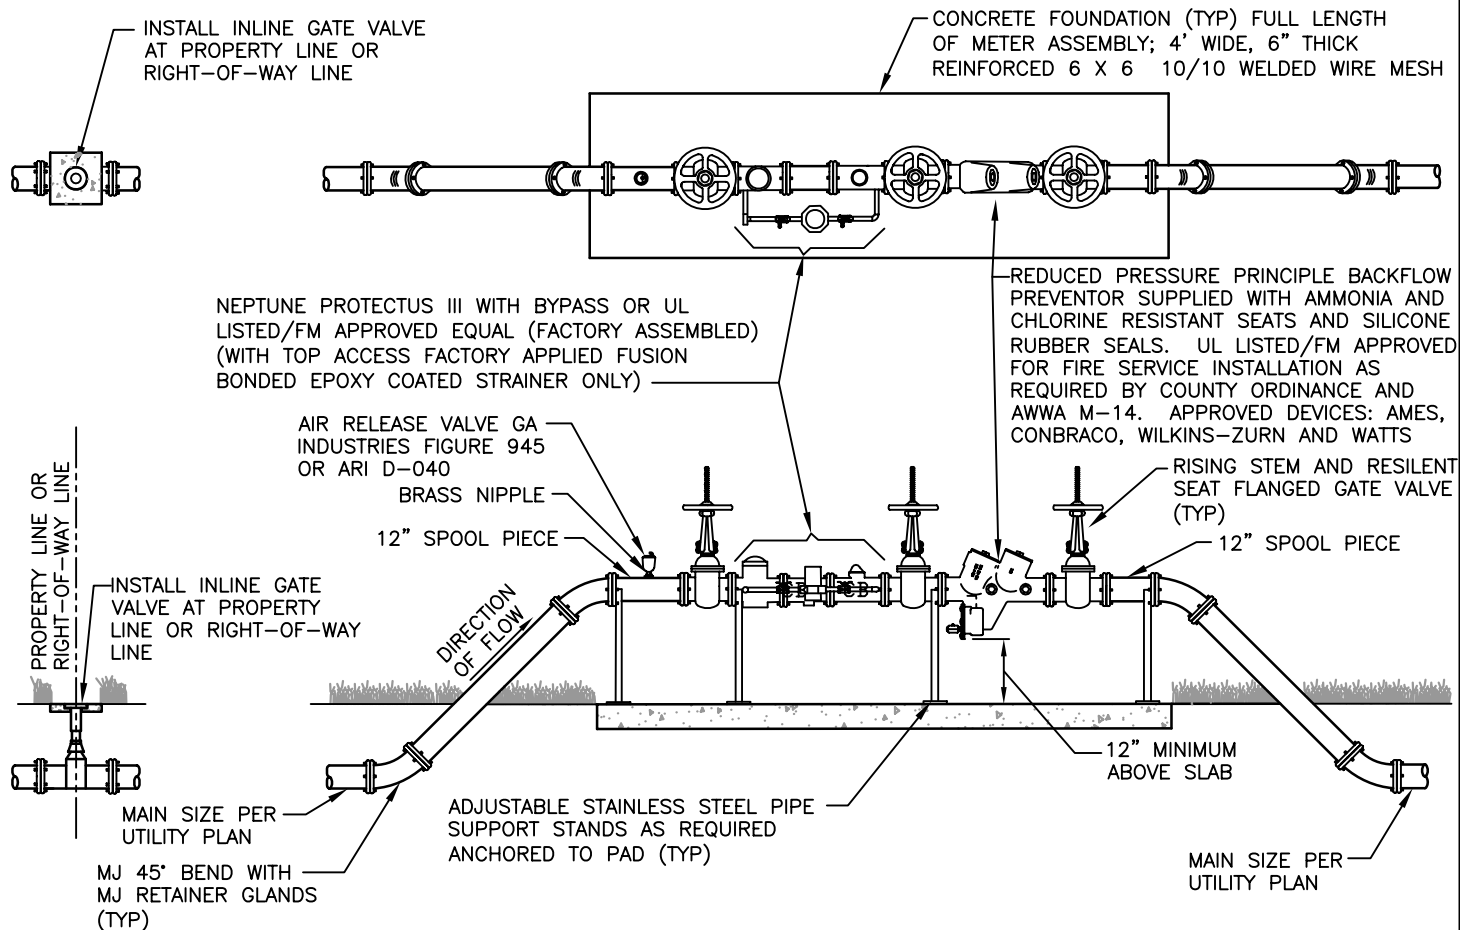 INSTALL INLINE GATE VALVE
AT PROPERTY LINE OR
RIGHT-OF-WAY LINE
CONCRETE FOUNDATION (TYP) FULL LENGTH
OF METER ASSEMBLY; 4' WIDE, 6" THICK
REINFORCED 6 X 6 10/10 WELDED WIRE MESH
NEPTUNE PROTECTUS III WITH BYPASS OR UL
LISTED/FM APPROVED EQUAL (FACTORY ASSEMBLED)
(WITH TOP ACCESS FACTORY APPLIED FUSION
BONDED EPOXY COATED STRAINER ONLY)
REDUCED PRESSURE PRINCIPLE BACKFLOW
PREVENTOR SUPPLIED WITH AMMONIA AND
CHLORINE RESISTANT SEATS AND SILICONE
RUBBER SEALS. UL LISTED/FM APPROVED
FOR FIRE SERVICE INSTALLATION AS
REQUIRED BY COUNTY ORDINANCE AND
AWWA M-14. APPROVED DEVICES: AMES,
CONBRACO, WILKINS-ZURN AND WATTS
AIR RELEASE VALVE GA
INDUSTRIES FIGURE 945
OR ARI D-040
BRASS NIPPLE
12" SPOOL PIECE
RISING STEM AND RESILENT
SEAT FLANGED GATE VALVE
(TYP)
12" SPOOL PIECE
PROPERTY LINE OR
RIGHT-OF-WAY LINE
INSTALL INLINE GATE
VALVE AT PROPERTY
LINE OR RIGHT-OF-WAY
LINE
DIRECTION
OF FLOW
CB
CB
12" MINIMUM
ABOVE SLAB
MAIN SIZE PER
UTILITY PLAN
ADJUSTABLE STAINLESS STEEL PIPE
SUPPORT STANDS AS REQUIRED
ANCHORED TO PAD (TYP)
MJ 45° BEND WITH
MJ RETAINER GLANDS
(TYP)
MAIN SIZE PER
UTILITY PLAN